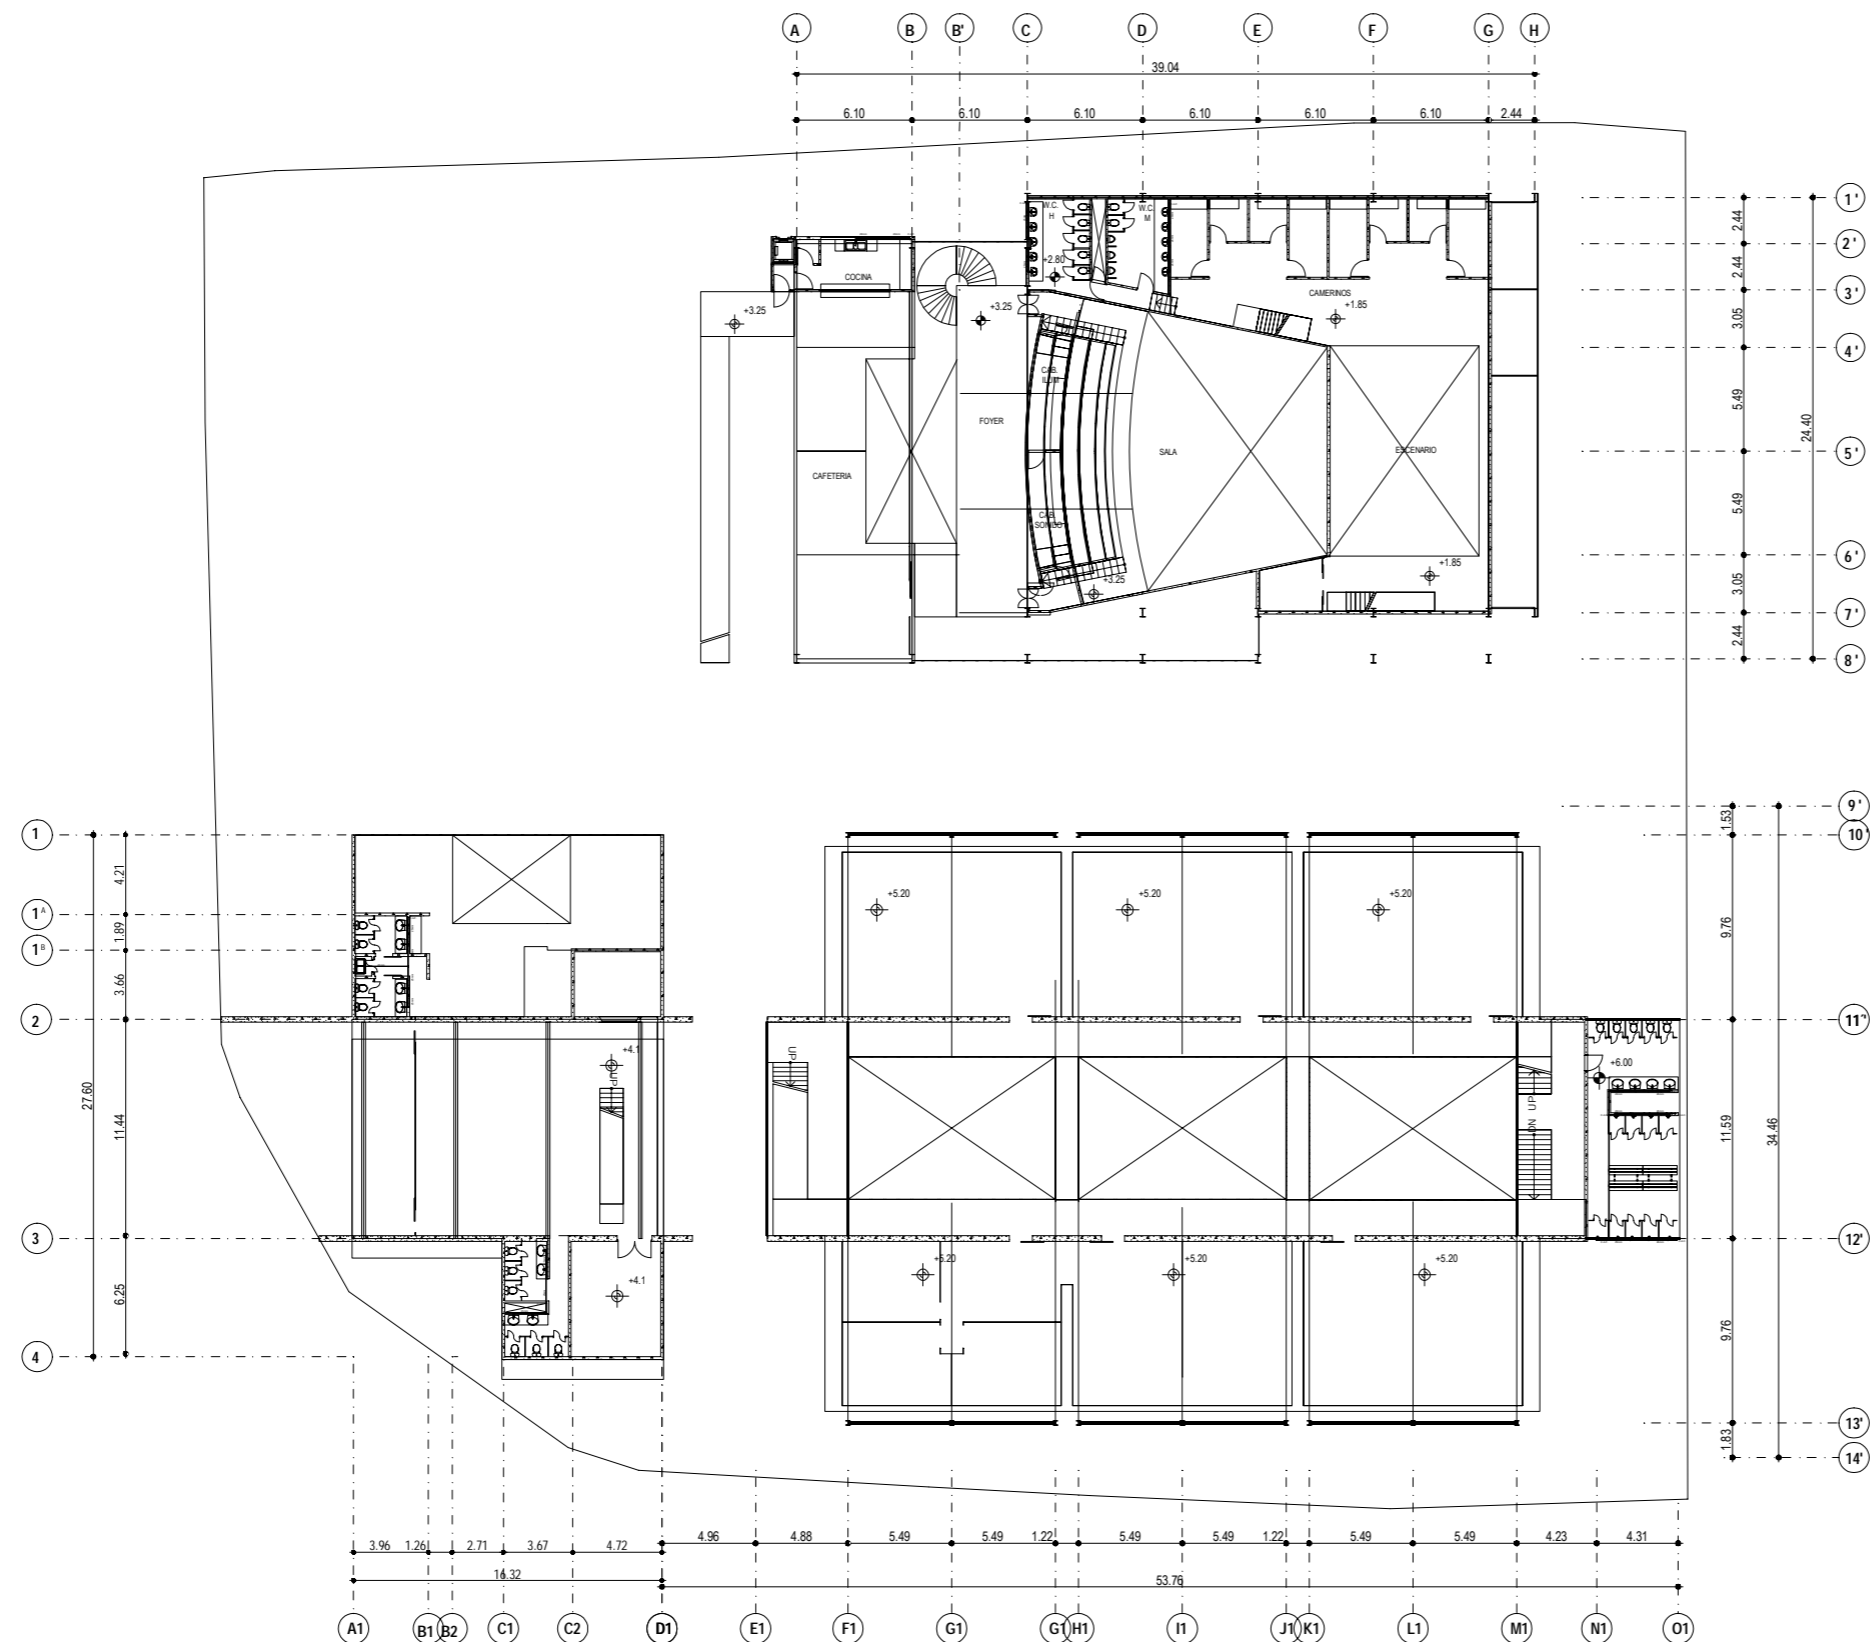 A B B' C D E F G H
39.04
6.10 6.10 6.10 6.10 6.10 6.10 2.44
1'
2.44
2'
2.44
3'
3.05
4'
5.49
24.40
5'
5.49
6'
3.05
7'
2.44
8'
W.C.
H
W.C.
M
+2.80
COCINA
CAMERINOS
+3.25
+3.25
+1.85
CAB.
ILUM
FOYER
SALA
ESCENARIO
CAFETERIA
CAB.
SONIDO
+3.25
+1.85
9'
1.53
10'
9.76
11'
11.59
34.46
12'
9.76
13'
1.83
14'
1
4.21
1A
1.89
1B
3.66
2
27.60
11.44
3
6.25
4
+5.20 +5.20 +5.20
+4.1
UP
UP
+6.00
DN UP
+5.20 +5.20 +5.20
+4.1
3.96 1.26 2.71 3.67 4.72 4.96 4.88 5.49 5.49 1.22 5.49 5.49 1.22 5.49 5.49 4.23 4.31
16.32 53.76
A1 B1 B2 C1 C2 D1 E1 F1 G1 G1 H1 I1 J1 K1 L1 M1 N1 O1